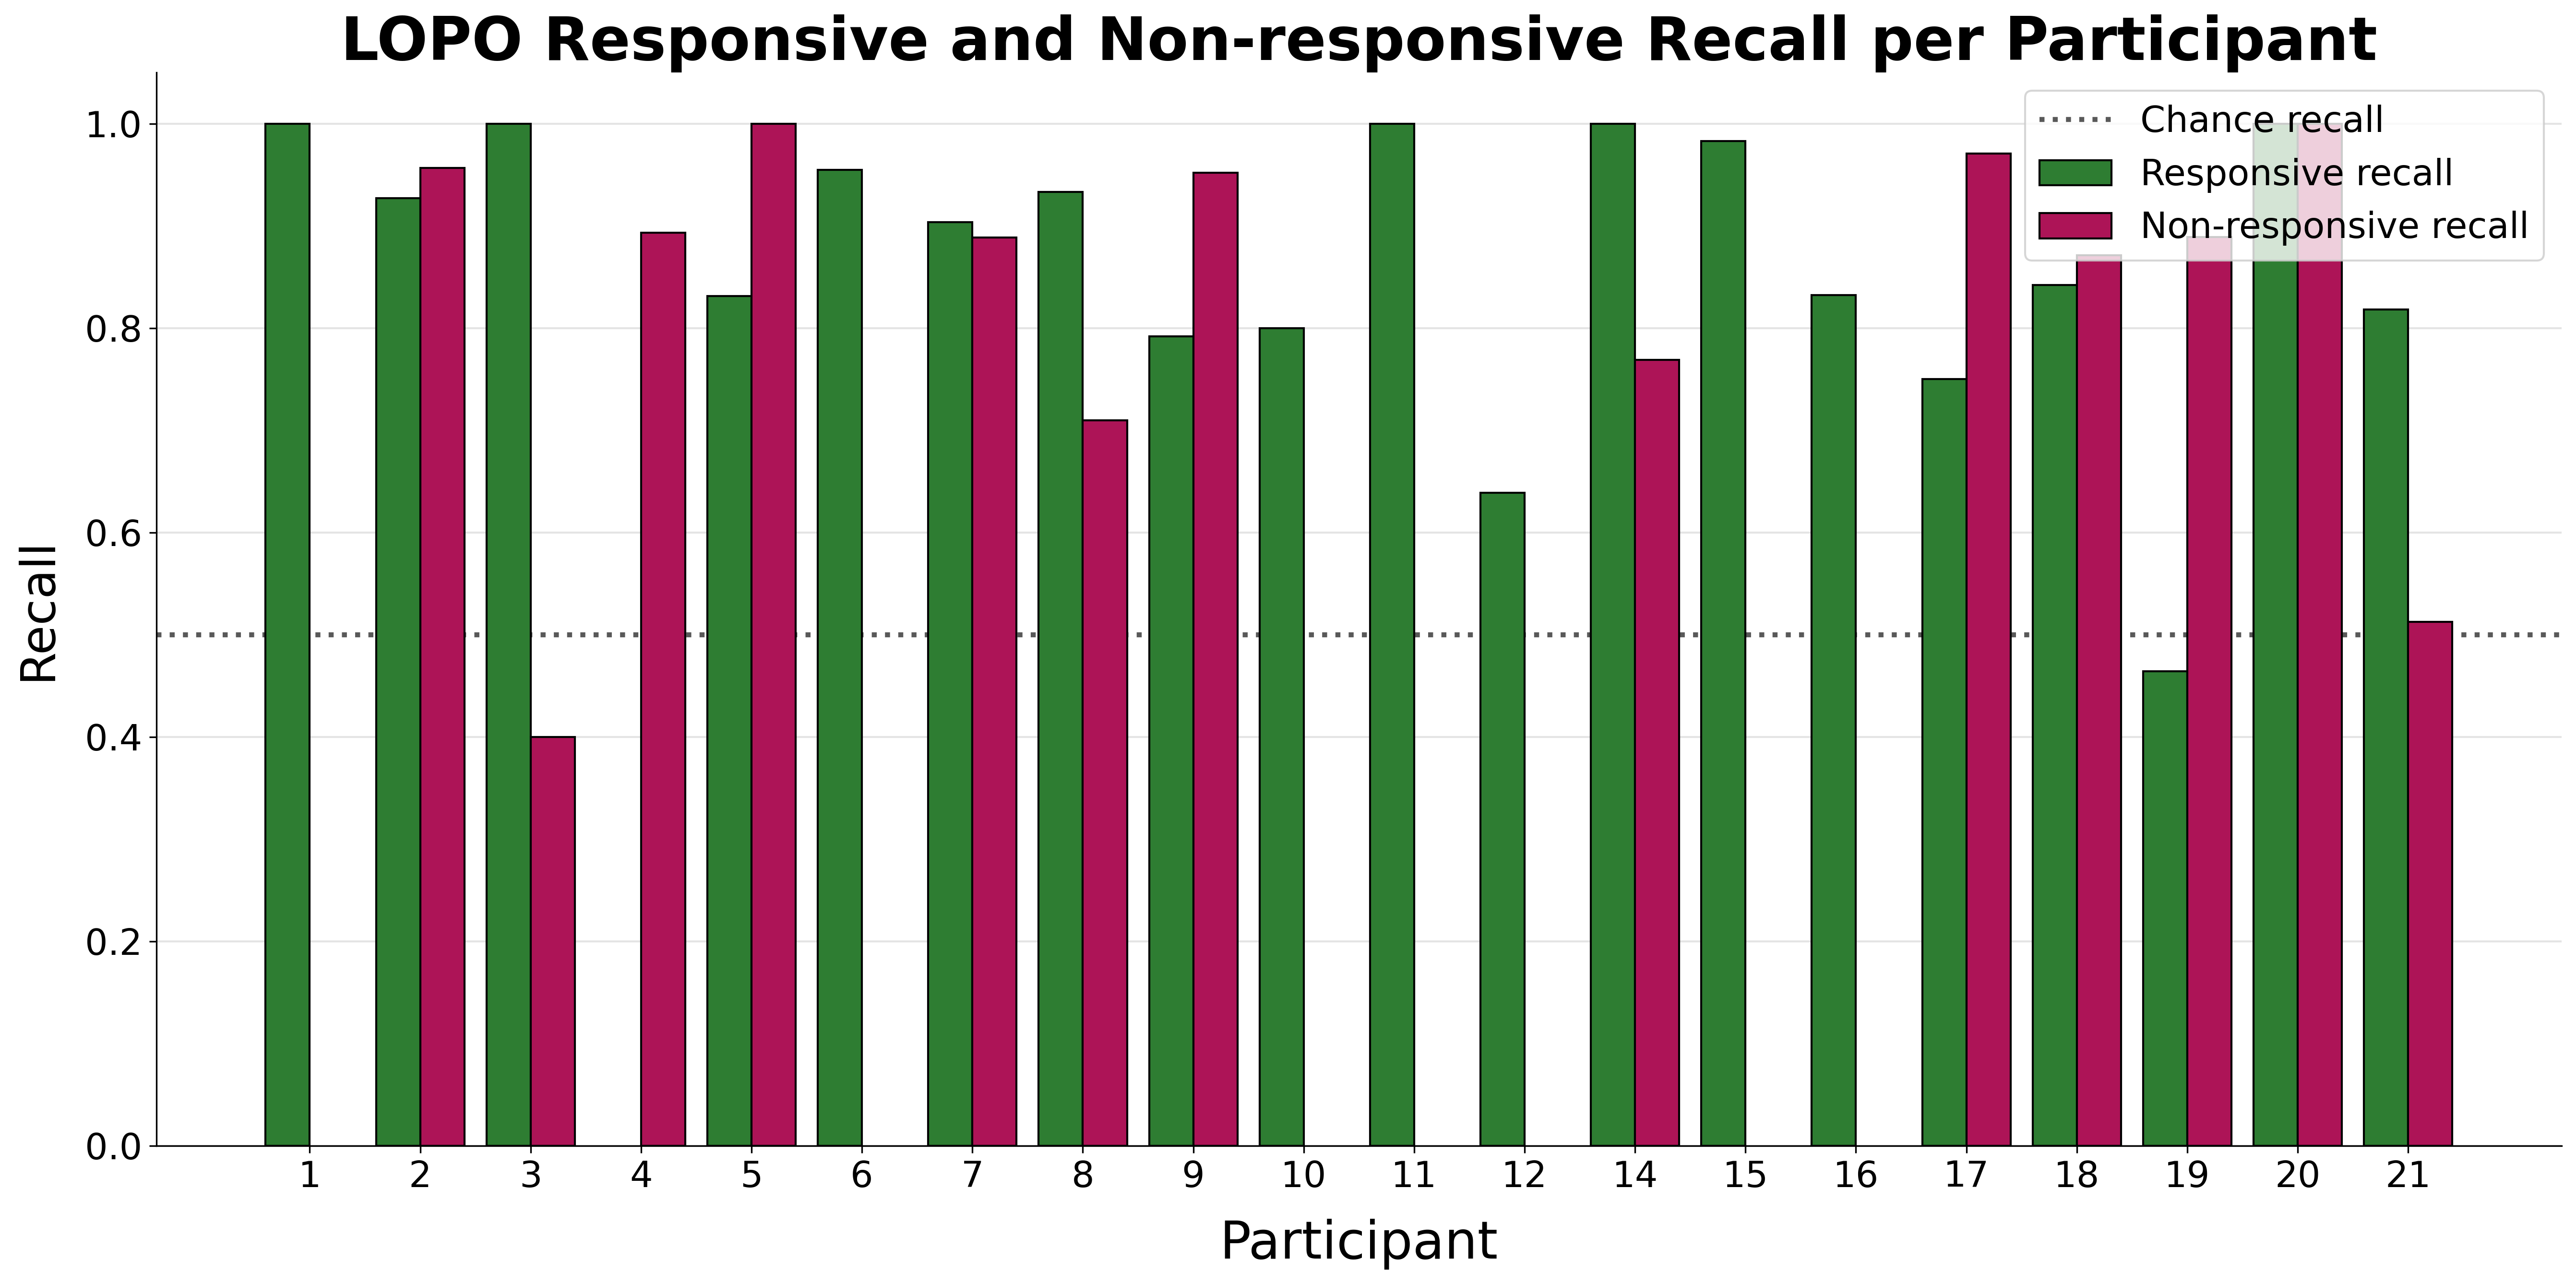 LOPO Responsive and Non-responsive Recall per Participant
Chance recall
Responsive recall
Non-responsive recall
1.0
0.8
0.6
0.4
0.2
0.0
Recall
1 2 3 4 5 6 7 8 9 10 11 12 14 15 16 17 18 19 20 21
Participant